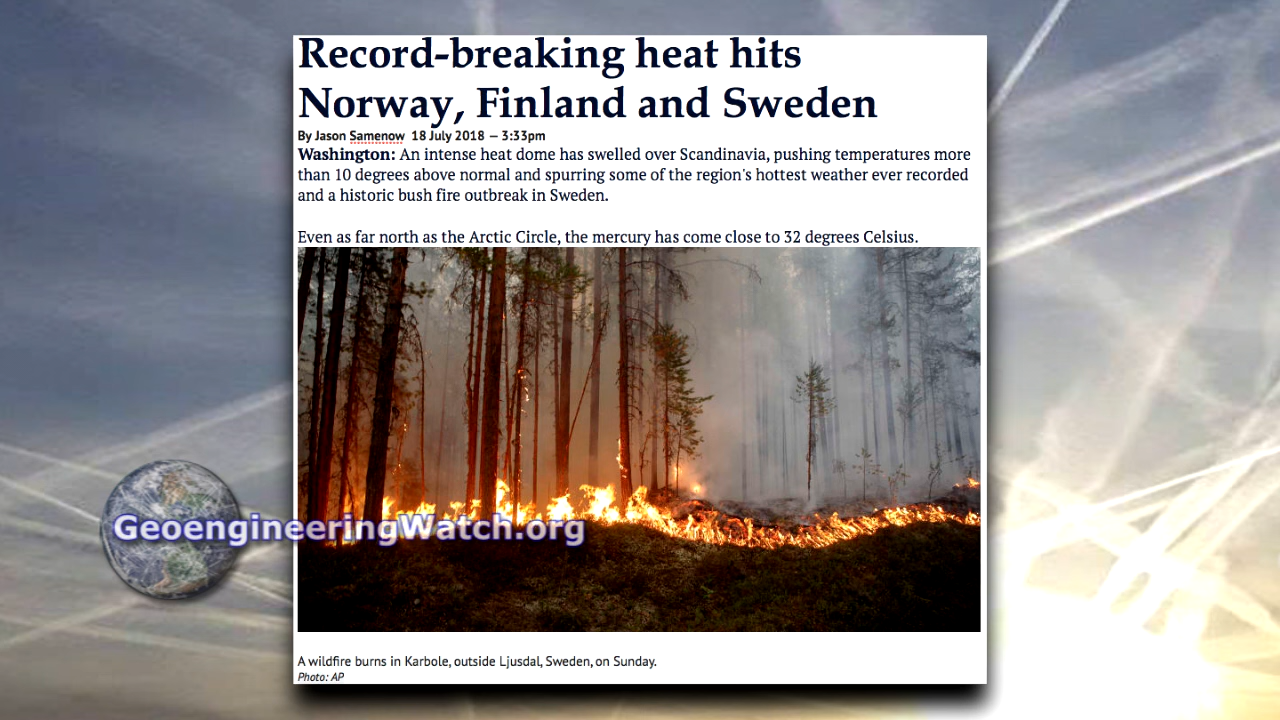 Record-breaking heat hits
Norway, Finland and Sweden
By Jason Samenow 18 July 2018 – 3:33pm
Washington: An intense heat dome has swelled over Scandinavia, pushing temperatures more
than 10 degrees above normal and spurring some of the region's hottest weather ever recorded
and a historic bush fire outbreak in Sweden.
Even as far north as the Arctic Circle, the mercury has come close to 32 degrees Celsius.
GeoengineeringWatch.org
A wildfire burns in Karbole, outside Ljusdal, Sweden, on Sunday.
Photo: AP